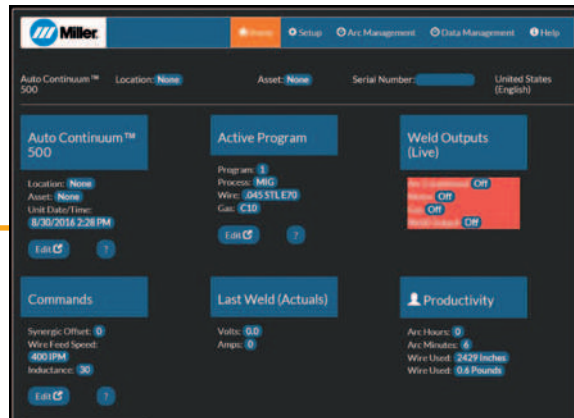 Miller
Setup
Arc Management
Data Management
Help
Auto Continuum™ 500
Location: None
Asset: None
Serial Number:
United States (English)
Auto Continuum™
500
Location: None
Asset: None
Unit Date/Time:
8/30/2016 2:28 PM
Edit
?
Active Program
Program: 1
Process: MIG
Wire: .045 STL E70
Gas: C10
Edit
?
Weld Outputs
(Live)
Off
Off
Off
Off
Commands
Synergic Offset: 0
Wire Feed Speed:
400 IPM
Inductance: 30
Edit
?
Last Weld (Actuals)
Volts: 0.0
Amps: 0
Productivity
Arc Hours: 0
Arc Minutes: 6
Wire Used: 2429 Inches
Wire Used: 0.6 Pounds